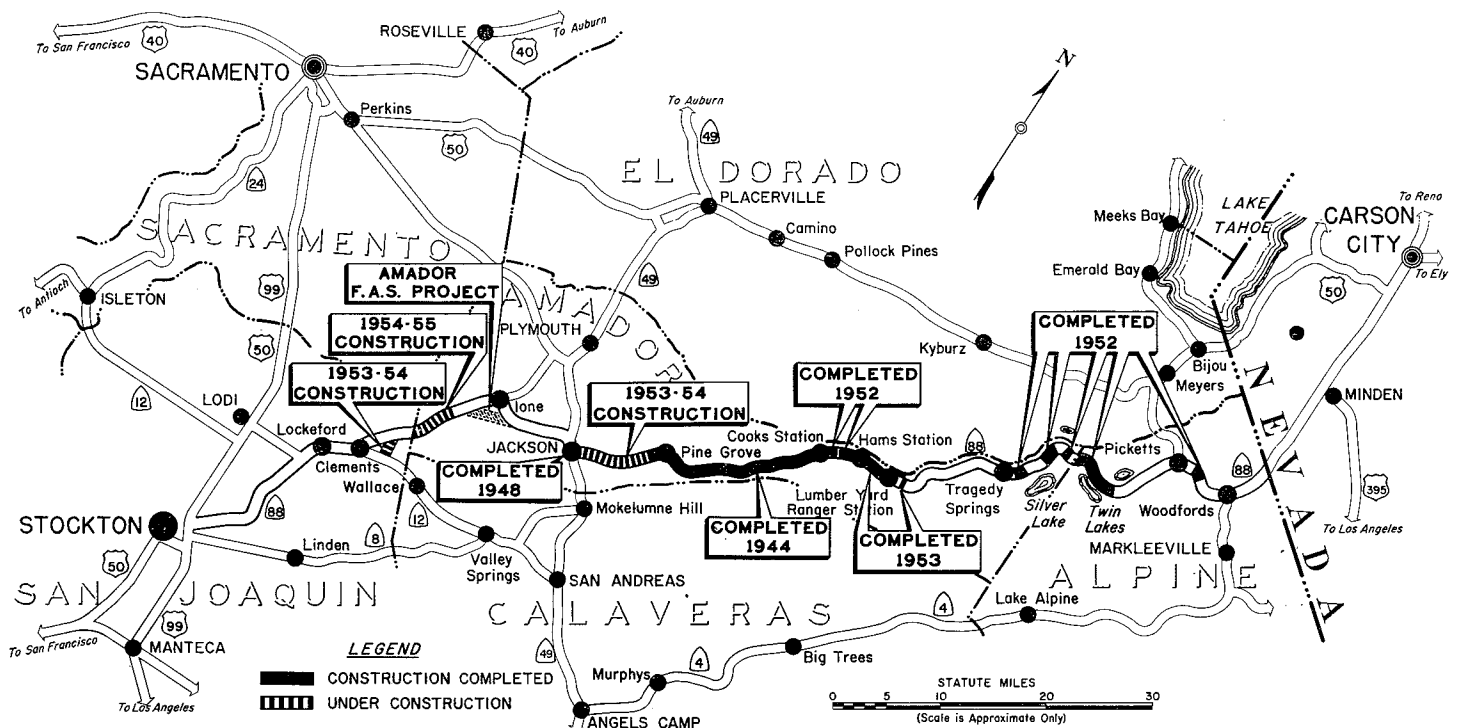 To San Francisco
40
ROSEVILLE
To Auburn
40
SACRAMENTO
N
Perkins
To Auburn
49
50
EL DORADO
24
PLACERVILLE
LAKE
TAHOE
Meeks Bay
To Reno
CARSON
CITY
SACRAMENTO
Camino
Pollock Pines
49
AMADOR
F.A.S. PROJECT
Emerald Bay
To Ely
To Antioch
ISLETON
99
AMADOR
50
1954-55
CONSTRUCTION
PLYMOUTH
COMPLETED
1952
Kyburz
Bijou
50
1953-54
CONSTRUCTION
COMPLETED
1952
Meyers
NEVADA
MINDEN
12
LODI
Ione
1953-54
CONSTRUCTION
Lockeford
Cooks Station
Hams Station
88
Picketts
JACKSON
Pine Grove
Clements
COMPLETED
1948
88
Wallace
Lumber Yard
Ranger Station
Tragedy
Springs
Silver
Lake
Twin
Lakes
Woodfords
395
88
12
Mokelumne Hill
STOCKTON
COMPLETED
1944
COMPLETED
1953
To Los Angeles
Linden
8
Valley
Springs
MARKLEEVILLE
50
SAN ANDREAS
ALPINE
SAN JOAQUIN
CALAVERAS
4
Lake Alpine
99
To San Francisco
MANTECA
LEGEND
49
Big Trees
Murphys
4
CONSTRUCTION COMPLETED
STATUTE MILES
UNDER CONSTRUCTION
0 5 10 20 30
To Los Angeles
ANGELS CAMP
(Scale is Approximate Only)